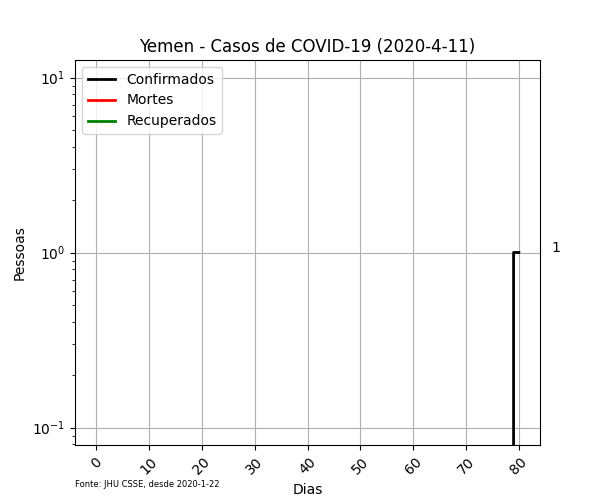 Yemen - Casos de COVID-19 (2020-4-11)
Confirmados
Mortes
Recuperados
Pessoas
10¹
10⁰
10⁻¹
1
0 10 20 30 40 50 60 70 80
Dias
Fonte: JHU CSSE, desde 2020-1-22